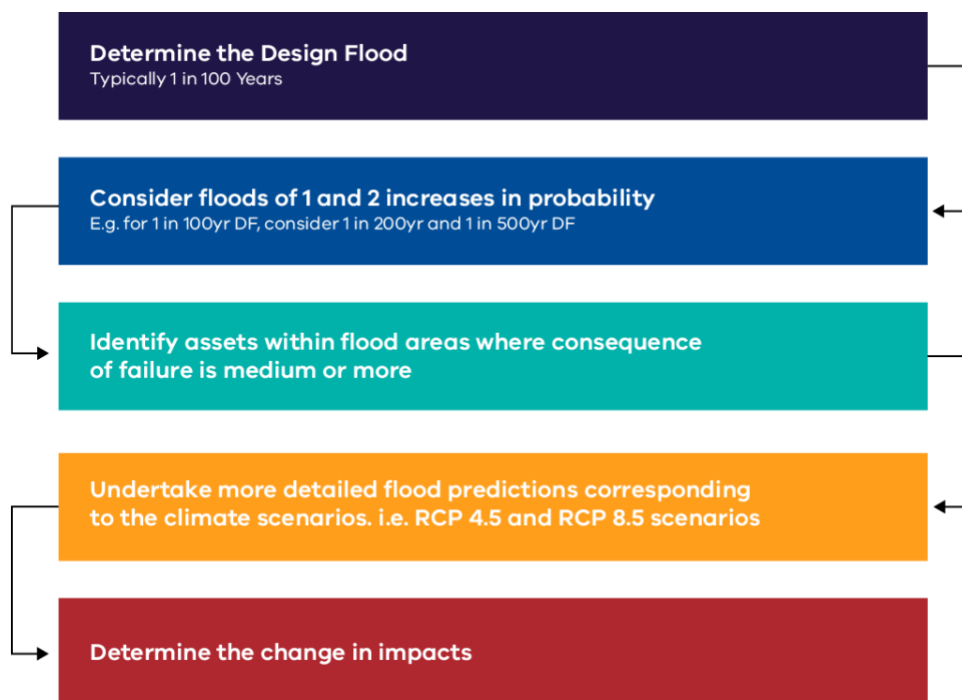 Determine the Design Flood
Typically 1 in 100 Years
Consider floods of 1 and 2 increases in probability
E.g. for 1 in 100yr DF, consider 1 in 200yr and 1 in 500yr DF
Identify assets within flood areas where consequence
of failure is medium or more
Undertake more detailed flood predictions corresponding
to the climate scenarios. i.e. RCP 4.5 and RCP 8.5 scenarios
Determine the change in impacts